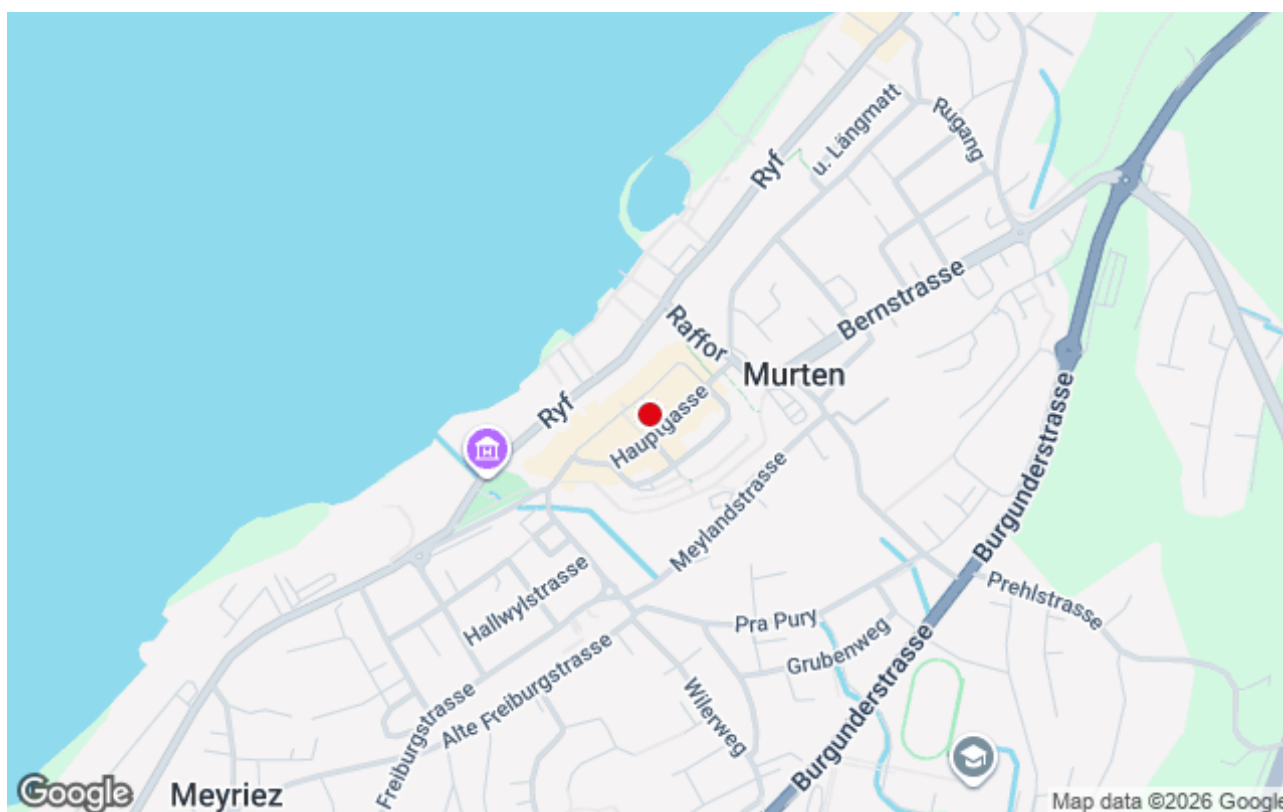 Rugang
u. Längmatt
Ryf
Bernstrasse
Raffor
Murten
Ryf
Hauptgasse
Burgunderstrasse
Meylandstrasse
Prehlstrasse
Hallwylstrasse
Pra Pury
Grubenweg
Alte Freiburgstrasse
Freiburgstrasse
Wilerweg
Burgunderstrasse
Meyriez
Google
Map data ©2026 Google